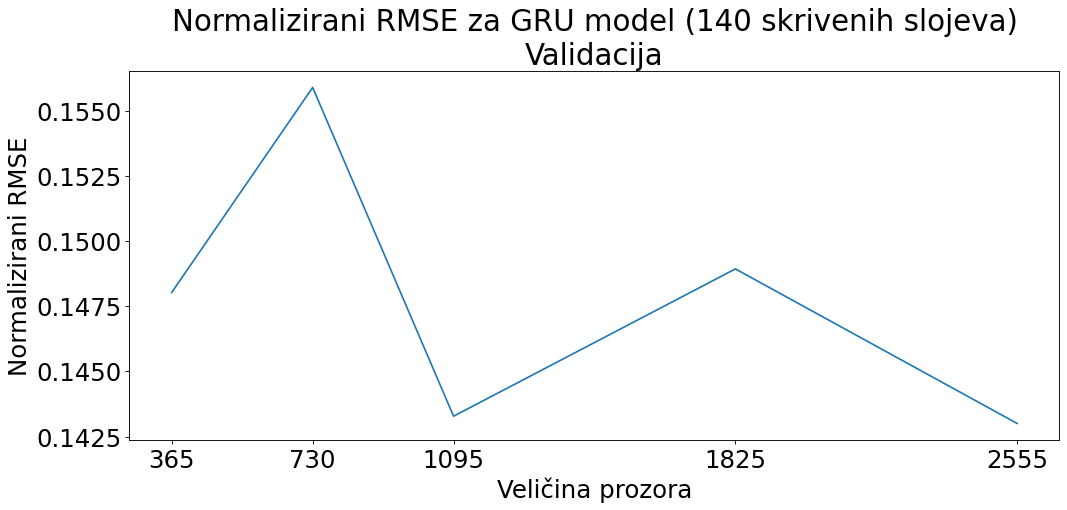 Normalizirani RMSE za GRU model (140 skrivenih slojeva)
Validacija
Normalizirani RMSE
0.1550
0.1525
0.1500
0.1475
0.1450
0.1425
365 730 1095 1825 2555
Veličina prozora